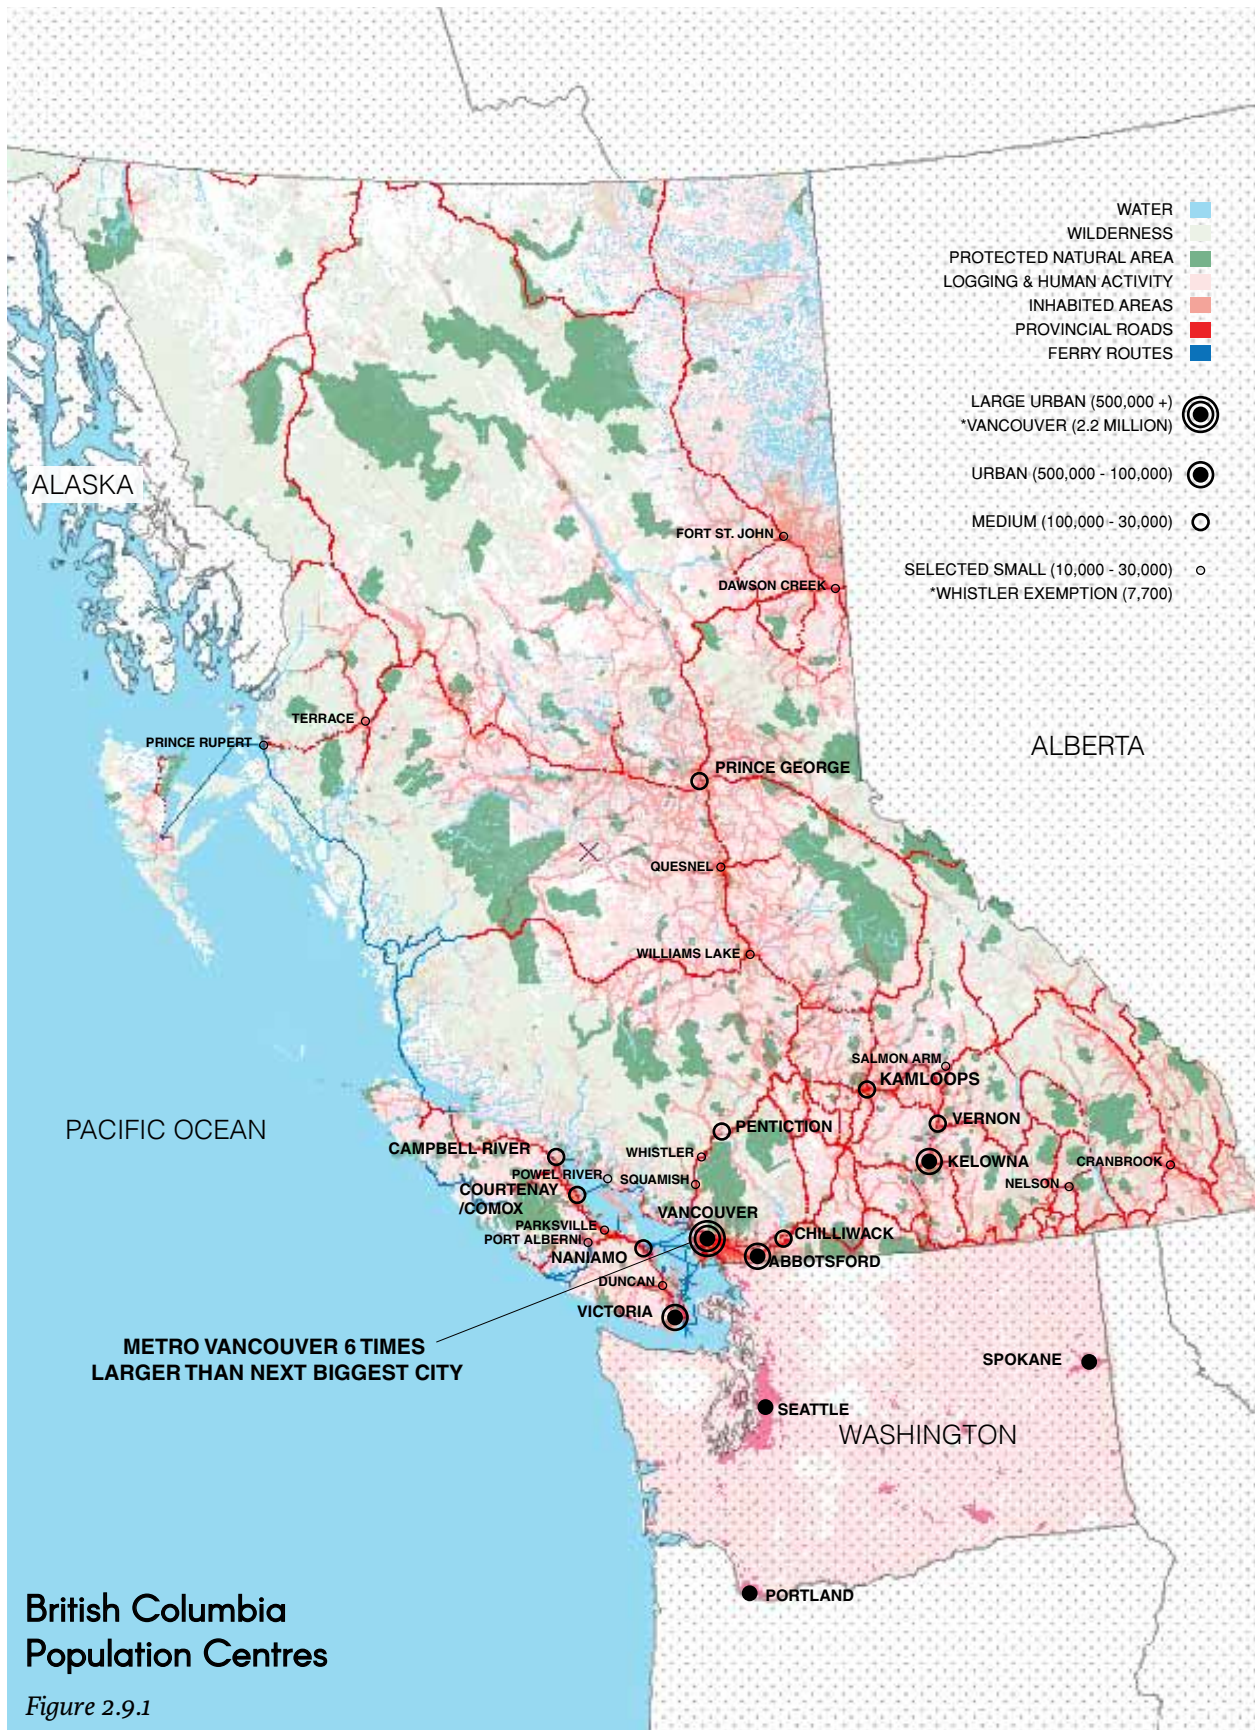 WATER
WILDERNESS
PROTECTED NATURAL AREA
LOGGING & HUMAN ACTIVITY
INHABITED AREAS
PROVINCIAL ROADS
FERRY ROUTES
LARGE URBAN (500,000 +)
*VANCOUVER (2.2 MILLION)
URBAN (500,000 - 100,000)
MEDIUM (100,000 - 30,000)
SELECTED SMALL (10,000 - 30,000)
*WHISTLER EXEMPTION (7,700)
ALASKA
FORT ST. JOHN
DAWSON CREEK
TERRACE
PRINCE RUPERT
ALBERTA
PRINCE GEORGE
QUESNEL
WILLIAMS LAKE
SALMON ARM
KAMLOOPS
PACIFIC OCEAN
VERNON
PENTICTION
CAMPBELL RIVER
WHISTLER
KELOWNA
CRANBROOK
POWEL RIVER
SQUAMISH
NELSON
COURTENAY
/COMOX
VANCOUVER
PARKSVILLE
PORT ALBERNI
CHILLIWACK
NANIAMO
ABBOTSFORD
DUNCAN
VICTORIA
METRO VANCOUVER 6 TIMES
LARGER THAN NEXT BIGGEST CITY
SPOKANE
SEATTLE
WASHINGTON
PORTLAND
British Columbia
Population Centres
Figure 2.9.1